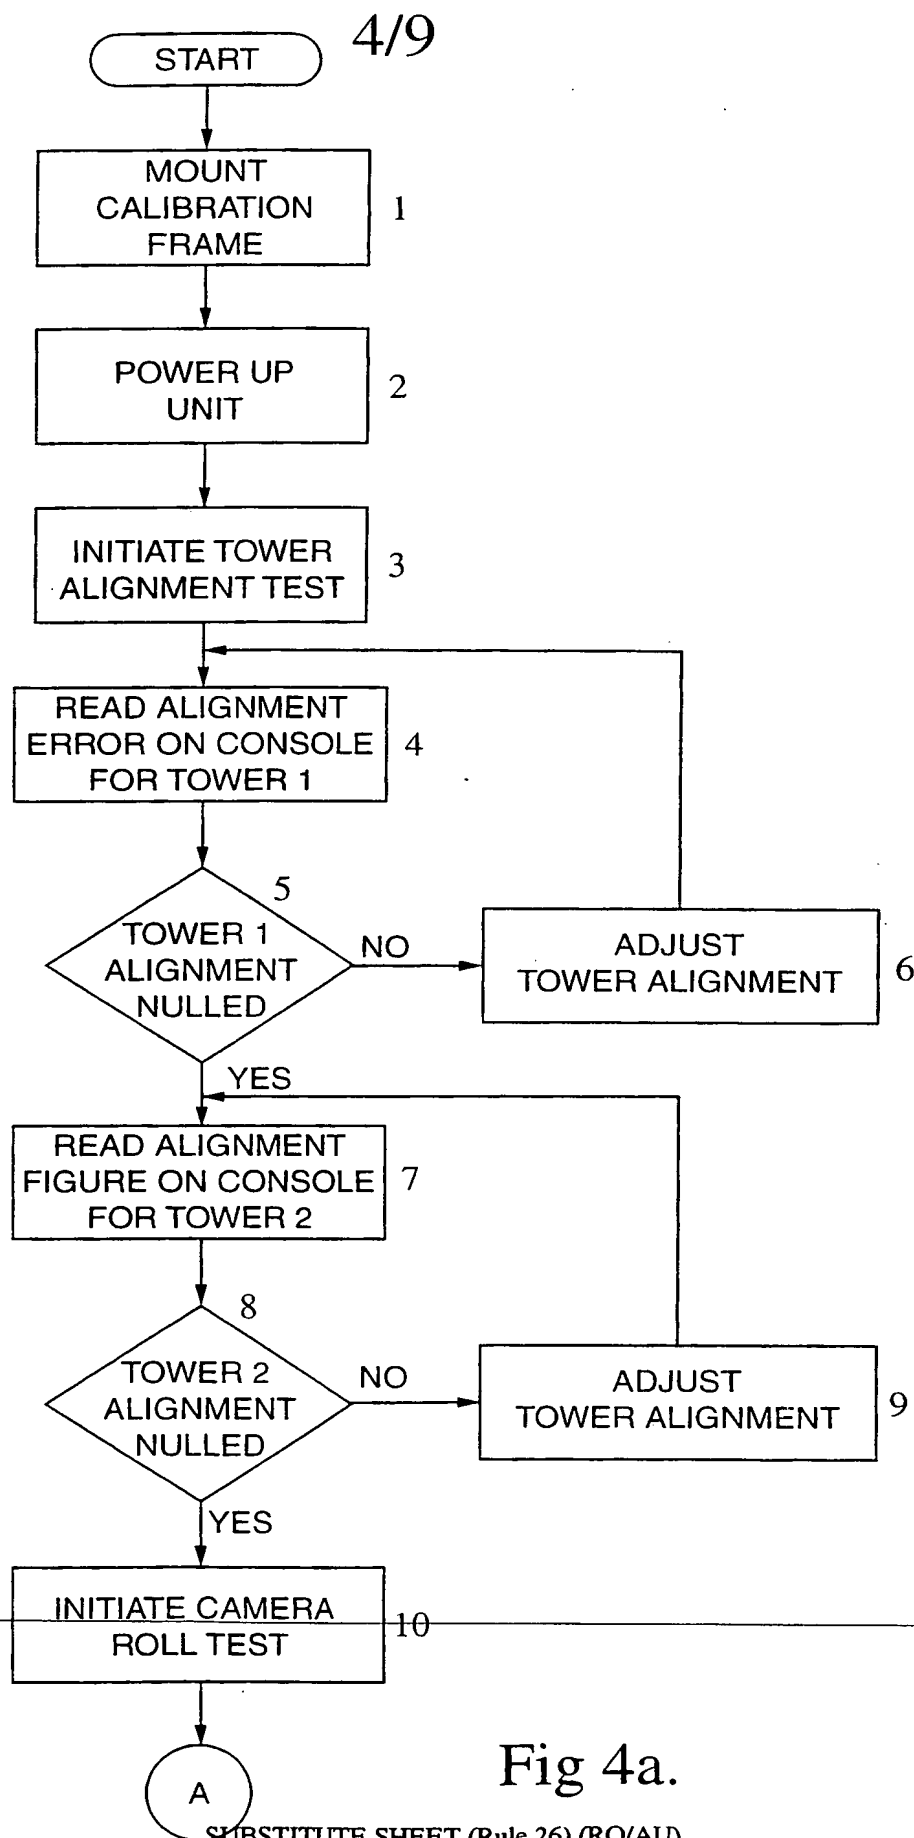 4/9
START
MOUNT
CALIBRATION
FRAME
1
POWER UP
UNIT
2
INITIATE TOWER
ALIGNMENT TEST
3
READ ALIGNMENT
ERROR ON CONSOLE
FOR TOWER 1
4
5
TOWER 1
ALIGNMENT
NULLED
NO
ADJUST
TOWER ALIGNMENT
6
YES
READ ALIGNMENT
FIGURE ON CONSOLE
FOR TOWER 2
7
8
TOWER 2
ALIGNMENT
NULLED
NO
ADJUST
TOWER ALIGNMENT
9
YES
INITIATE CAMERA
ROLL TEST
10
A
Fig 4a.
SUBSTITUTE SHEET (Rule 26) (RO/AU)